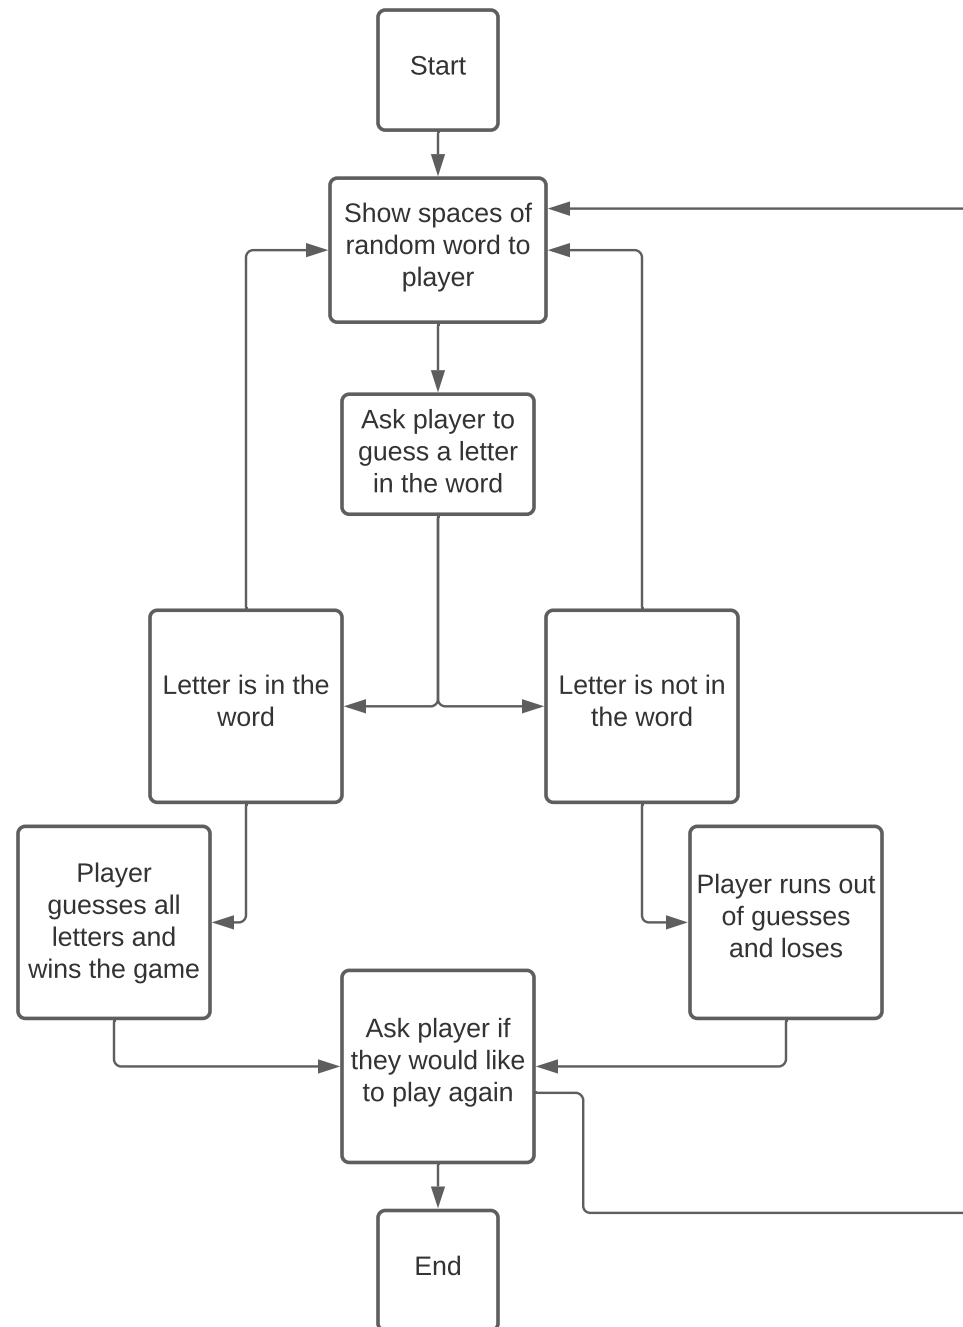 Start
Show spaces of
random word to
player
Ask player to
guess a letter
in the word
Letter is in the
word
Letter is not in
the word
Player
guesses all
letters and
wins the game
Player runs out
of guesses
and loses
Ask player if
they would like
to play again
End